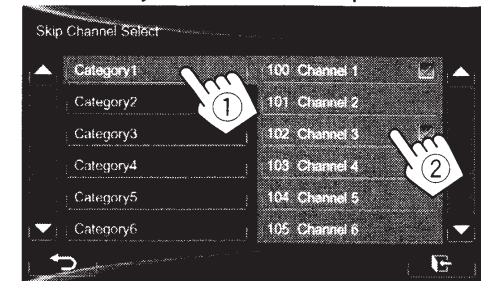 Skip Channel Select
Category1
100 Channel 1
Category2
101 Channel 2
Category3
102 Channel 3
Category4
103 Channel 4
Category5
104 Channel 5
Category6
105 Channel 6
1
2